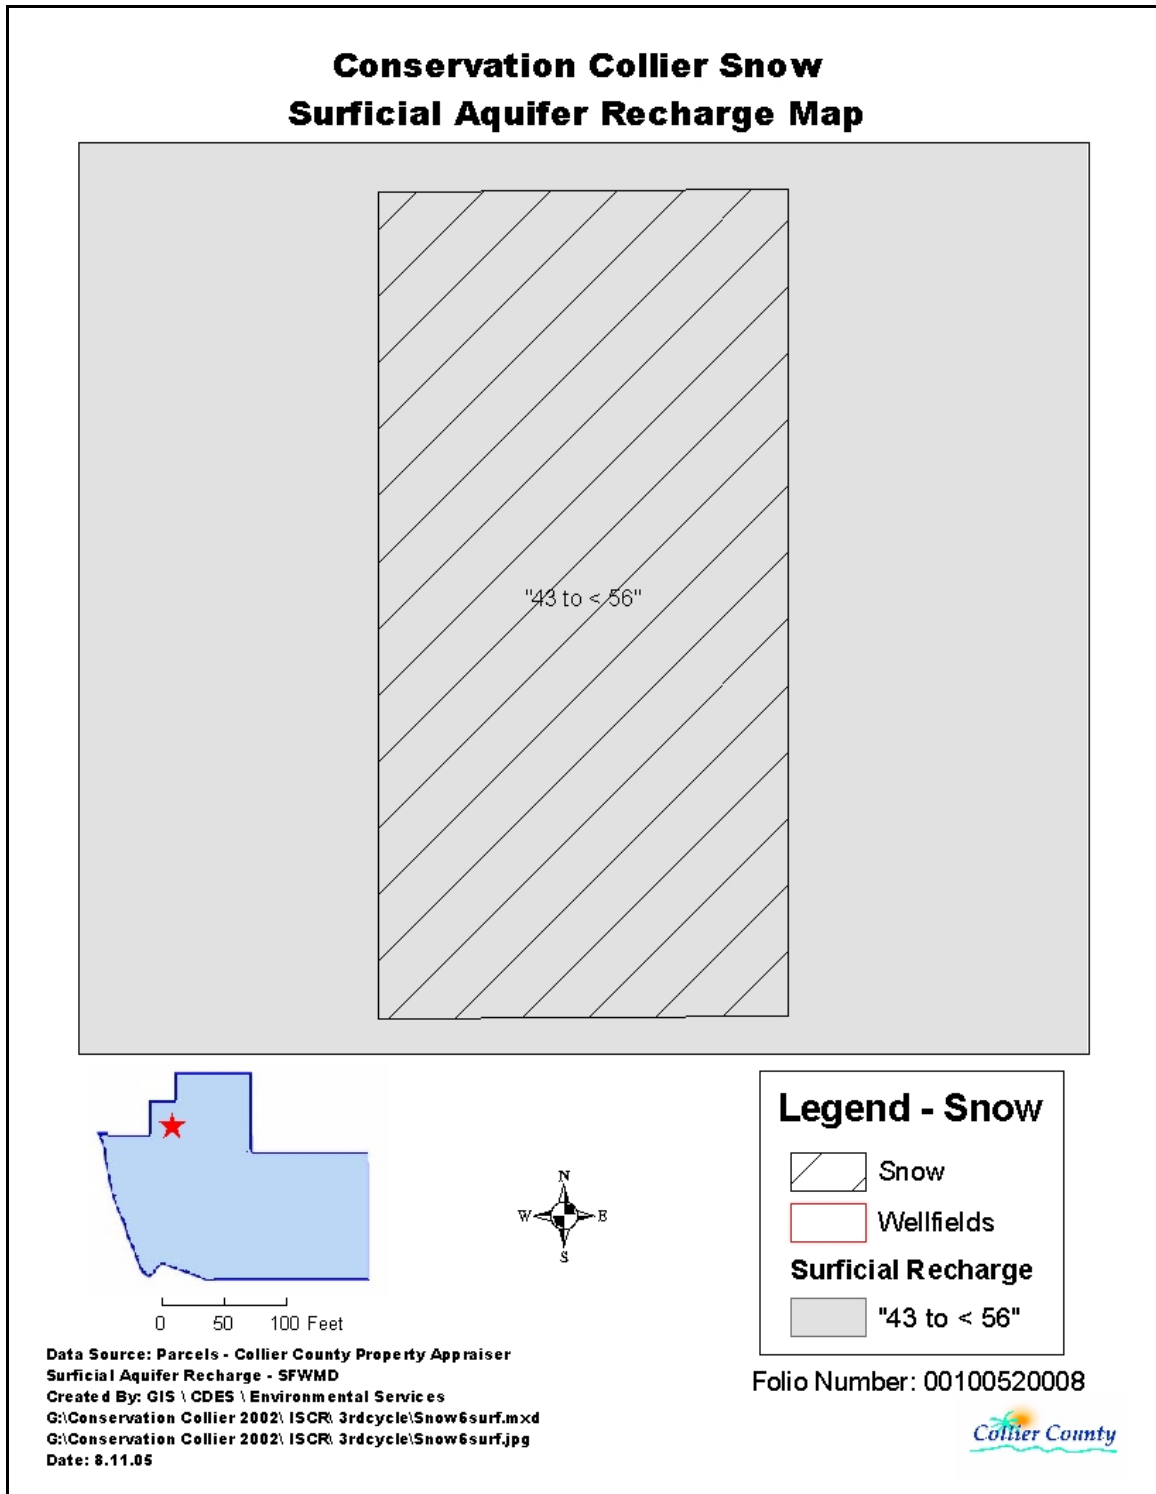 Conservation Collier Snow
Surficial Aquifer Recharge Map
"43 to < 56"
Legend - Snow
Snow
Wellfields
Surficial Recharge
"43 to < 56"
N
W E
S
0 50 100 Feet
Data Source: Parcels - Collier County Property Appraiser
Surficial Aquifer Recharge - SFWMD
Created By: GIS \ CDES \ Environmental Services
G:\Conservation Collier 2002\ ISCR\ 3rdcycle\Snow6surf.mxd
G:\Conservation Collier 2002\ ISCR\ 3rdcycle\Snow6surf.jpg
Date: 8.11.05
Folio Number: 00100520008
Collier County